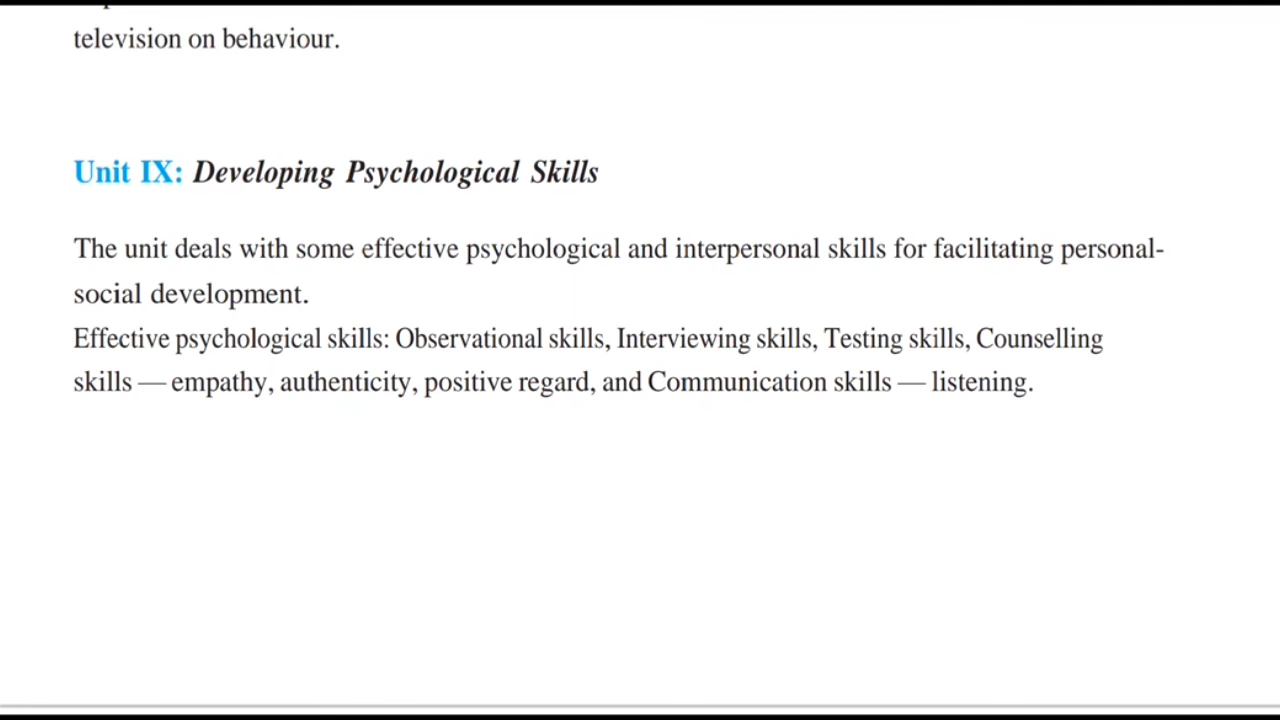 television on behaviour.
Unit IX: Developing Psychological Skills
The unit deals with some effective psychological and interpersonal skills for facilitating personal-
social development.
Effective psychological skills: Observational skills, Interviewing skills, Testing skills, Counselling
skills — empathy, authenticity, positive regard, and Communication skills — listening.